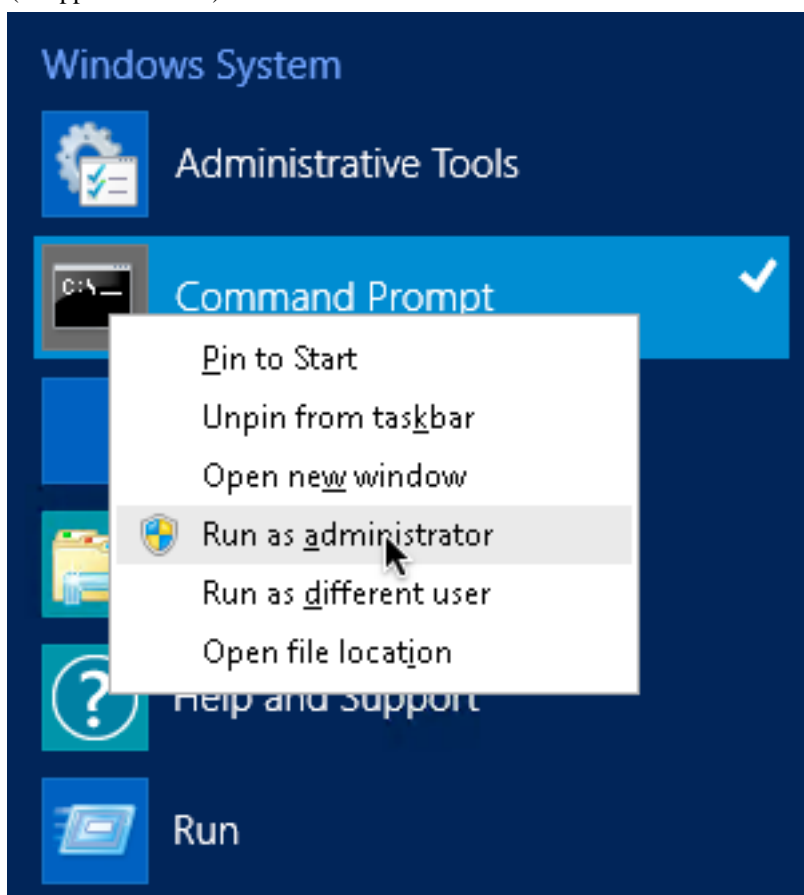 Windows System
Administrative Tools
C:\
Command Prompt
Pin to Start
Unpin from taskbar
Open new window
Run as administrator
Run as different user
Open file location
Help and Support
Run